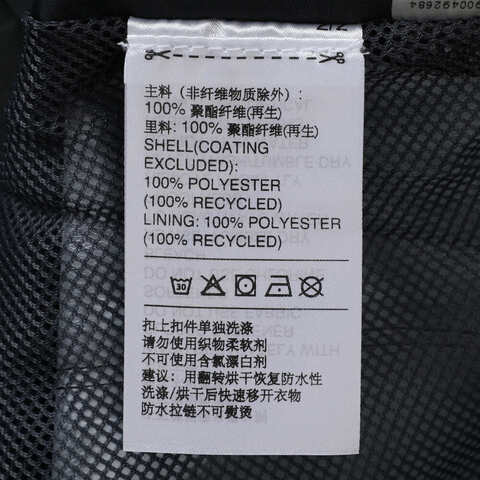 900492684
2/2
主料（非纤维物质除外）:
100% 聚酯纤维(再生)
里料: 100% 聚酯纤维(再生)
SHELL(COATING
EXCLUDED):
100% POLYESTER
(100% RECYCLED)
LINING: 100% POLYESTER
(100% RECYCLED)
30
扣上扣件单独洗涤
请勿使用织物柔软剂
不可使用含氯漂白剂
建议: 用翻转烘干恢复防水性
洗涤/烘干后快速移开衣物
防水拉链不可熨烫